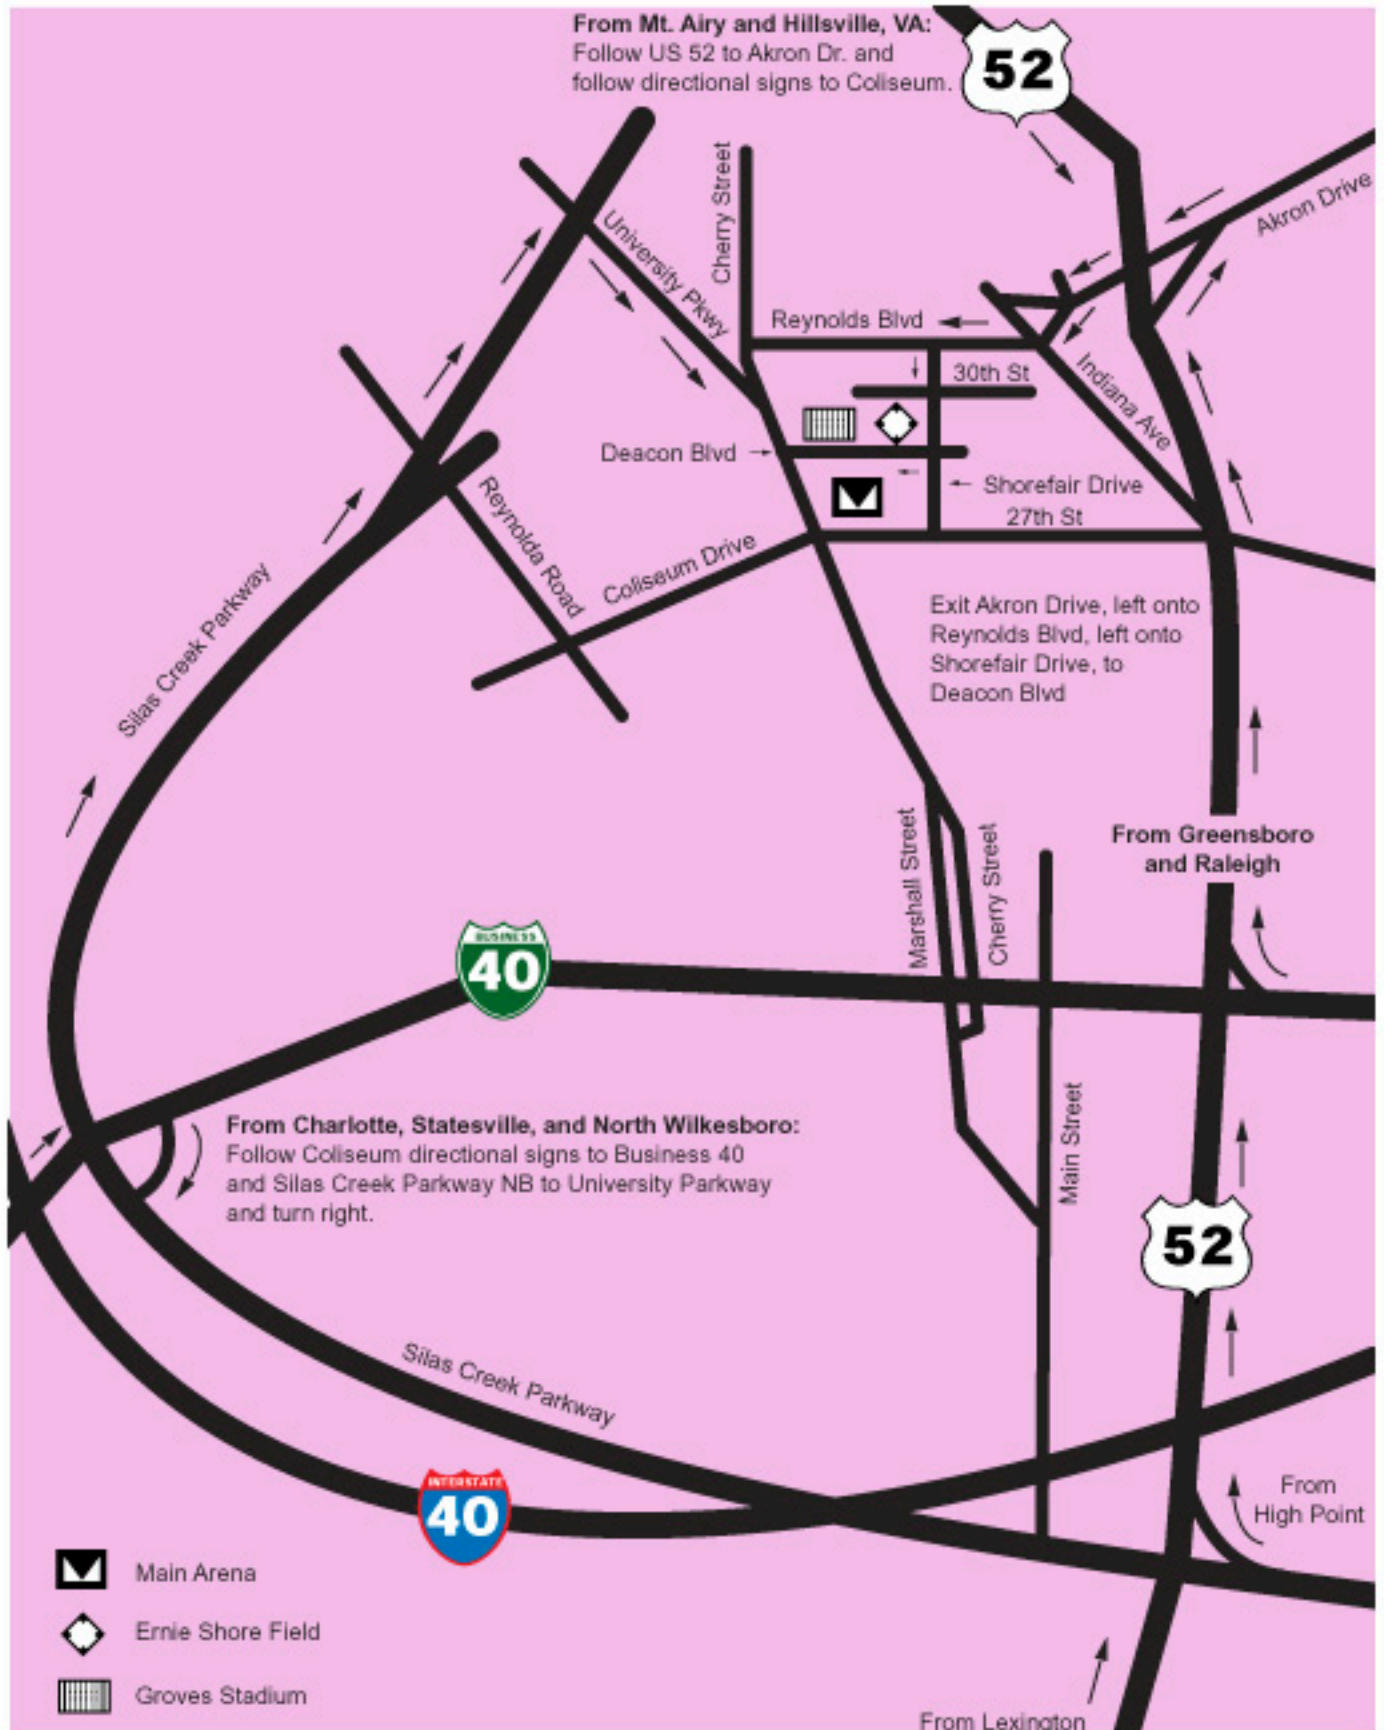 From Mt. Airy and Hillsville, VA:
Follow US 52 to Akron Dr. and
follow directional signs to Coliseum.
52
Akron Drive
Cherry Street
University Pkwy
Reynolds Blvd
30th St
Indiana Ave
Deacon Blvd
Shorefair Drive
27th St
Reynolda Road
Coliseum Drive
Silas Creek Parkway
Exit Akron Drive, left onto
Reynolds Blvd, left onto
Shorefair Drive, to
Deacon Blvd
From Greensboro
and Raleigh
Marshall Street
Cherry Street
BUSINESS
40
From Charlotte, Statesville, and North Wilkesboro:
Follow Coliseum directional signs to Business 40
and Silas Creek Parkway NB to University Parkway
and turn right.
Main Street
52
Silas Creek Parkway
INTERSTATE
40
From
High Point
Main Arena
Ernie Shore Field
Groves Stadium
From Lexington